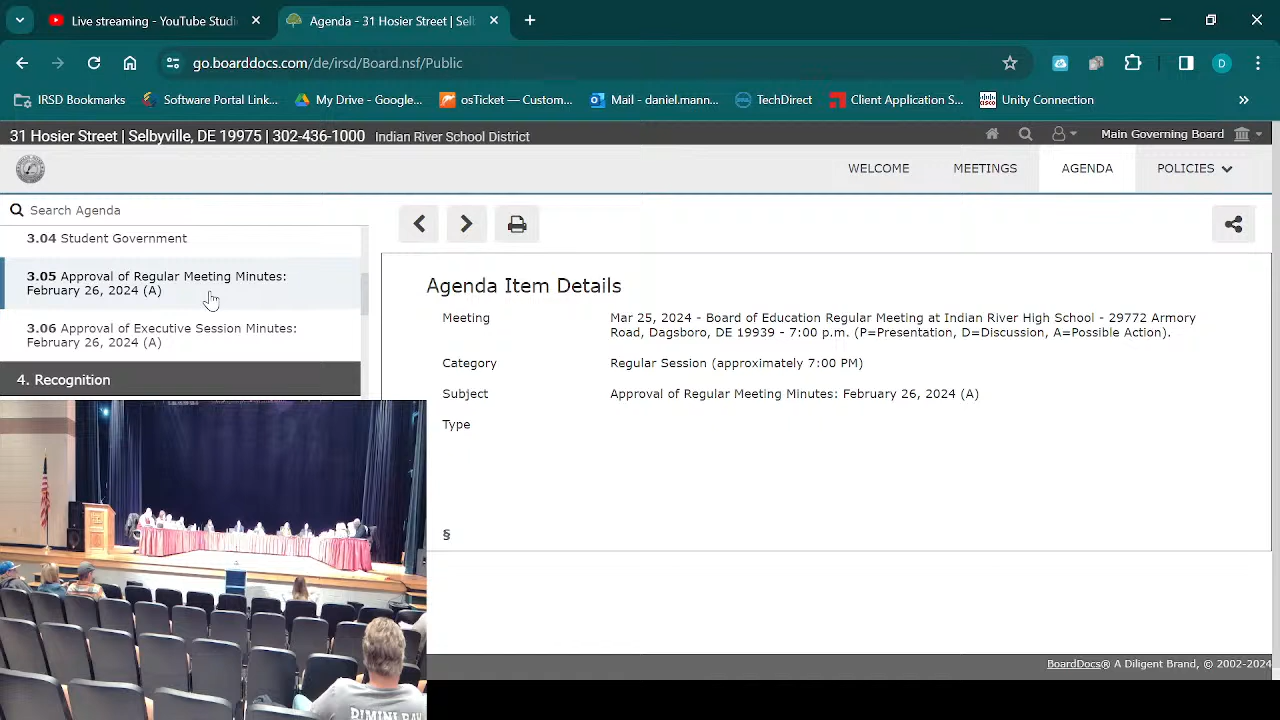 Live streaming - YouTube Studi
Agenda - 31 Hosier Street | Sell
go.boarddocs.com/de/irsd/Board.nsf/Public
IRSD Bookmarks
Software Portal Link...
My Drive - Google...
osTicket — Custom...
Mail - daniel.mann...
TechDirect
Client Application S...
Unity Connection
31 Hosier Street | Selbyville, DE 19975 | 302-436-1000 Indian River School District
Main Governing Board
WELCOME
MEETINGS
AGENDA
POLICIES
Search Agenda
3.04 Student Government
3.05 Approval of Regular Meeting Minutes:
February 26, 2024 (A)
3.06 Approval of Executive Session Minutes:
February 26, 2024 (A)
4. Recognition
Agenda Item Details
Meeting
Mar 25, 2024 - Board of Education Regular Meeting at Indian River High School - 29772 Armory
Road, Dagsboro, DE 19939 - 7:00 p.m. (P=Presentation, D=Discussion, A=Possible Action).
Category
Regular Session (approximately 7:00 PM)
Subject
Approval of Regular Meeting Minutes: February 26, 2024 (A)
Type
§
BoardDocs® A Diligent Brand, © 2002-2024